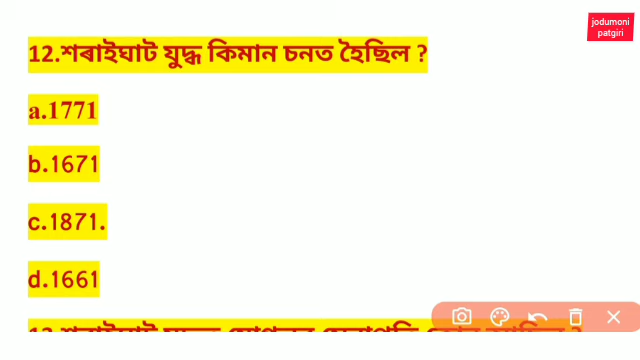 jodumoni
patgiri
12.শৰাইঘাট যুদ্ধ কিমান চনত হৈছিল ?
a.1771
b.1671
c.1871.
d.1661